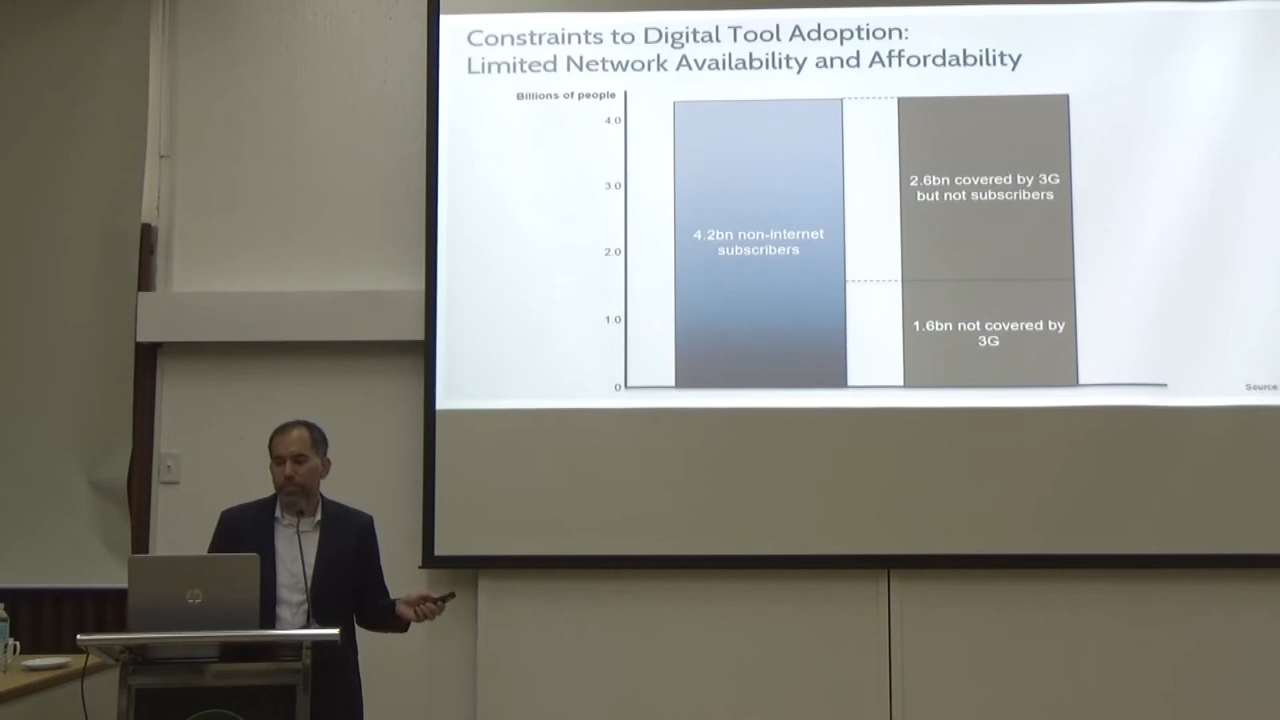 Constraints to Digital Tool Adoption:
Limited Network Availability and Affordability
Billions of people
4.0
3.0
2.0
1.0
0
4.2bn non-internet
subscribers
2.6bn covered by 3G
but not subscribers
1.6bn not covered by
3G
Source
hp